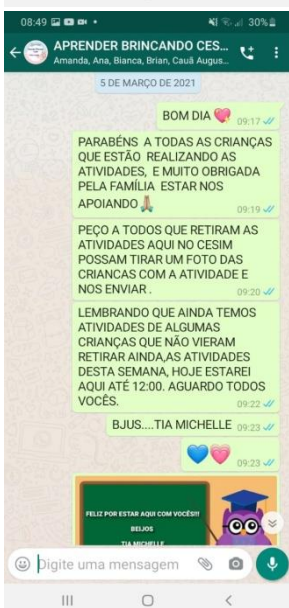 08:49
30%
APRENDER BRINCANDO CES...
Amanda, Ana, Bianca, Brian, Cauã Augus...
5 DE MARÇO DE 2021
BOM DIA 💓
09:17
PARABÉNS A TODAS AS CRIANÇAS
QUE ESTÃO REALIZANDO AS
ATIVIDADES, E MUITO OBRIGADA
PELA FAMÍLIA ESTAR NOS
APOIANDO 🙏
09:19
PEÇO A TODOS QUE RETIRAM AS
ATIVIDADES AQUI NO CESIM
POSSAM TIRAR UM FOTO DAS
CRIANCAS COM A ATIVIDADE E
NOS ENVIAR .
09:20
LEMBRANDO QUE AINDA TEMOS
ATIVIDADES DE ALGUMAS
CRIANÇAS QUE NÃO VIERAM
RETIRAR AINDA,AS ATIVIDADES
DESTA SEMANA, HOJE ESTAREI
AQUI ATÉ 12:00. AGUARDO TODOS
VOCÊS.
09:22
BJUS....TIA MICHELLE
09:23
💙💗
09:23
FELIZ POR ESTAR AQUI COM VOCÊS!!!
BEIJOS
TIA MICHELLE
Digite uma mensagem